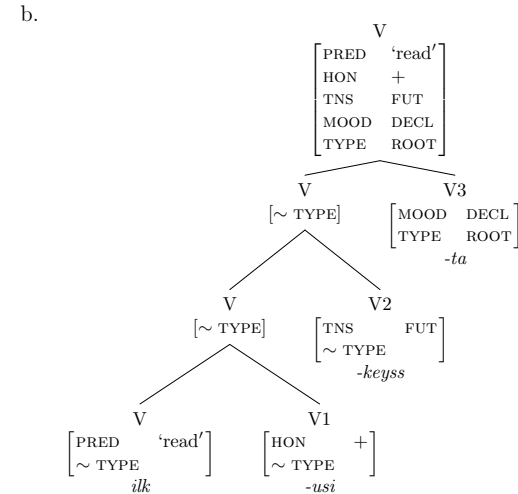 b.
V
PRED ‘read′
HON +
TNS FUT
MOOD DECL
TYPE ROOT
V V3
[∼ TYPE] MOOD DECL
TYPE ROOT
-ta
V V2
[∼ TYPE] TNS FUT
∼ TYPE
-keyss
V V1
PRED ‘read′ HON +
∼ TYPE ∼ TYPE
ilk -usi